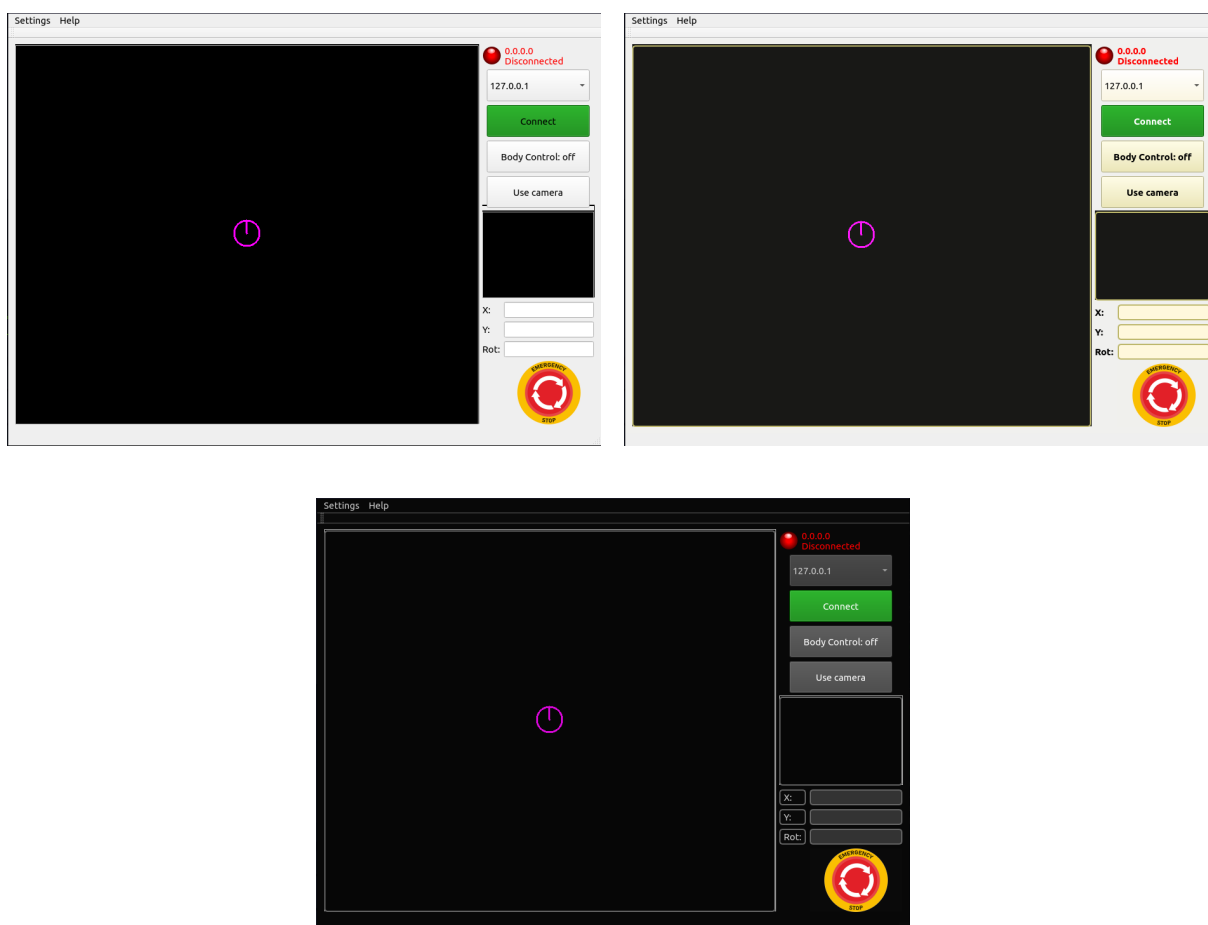 Settings Help
0.0.0.0
Disconnected
127.0.0.1
Connect
Body Control: off
Use camera
X:
Y:
Rot:
EMERGENCY
STOP
Settings Help
0.0.0.0
Disconnected
127.0.0.1
Connect
Body Control: off
Use camera
X:
Y:
Rot:
EMERGENCY
STOP
Settings Help
0.0.0.0
Disconnected
127.0.0.1
Connect
Body Control: off
Use camera
X:
Y:
Rot:
EMERGENCY
STOP